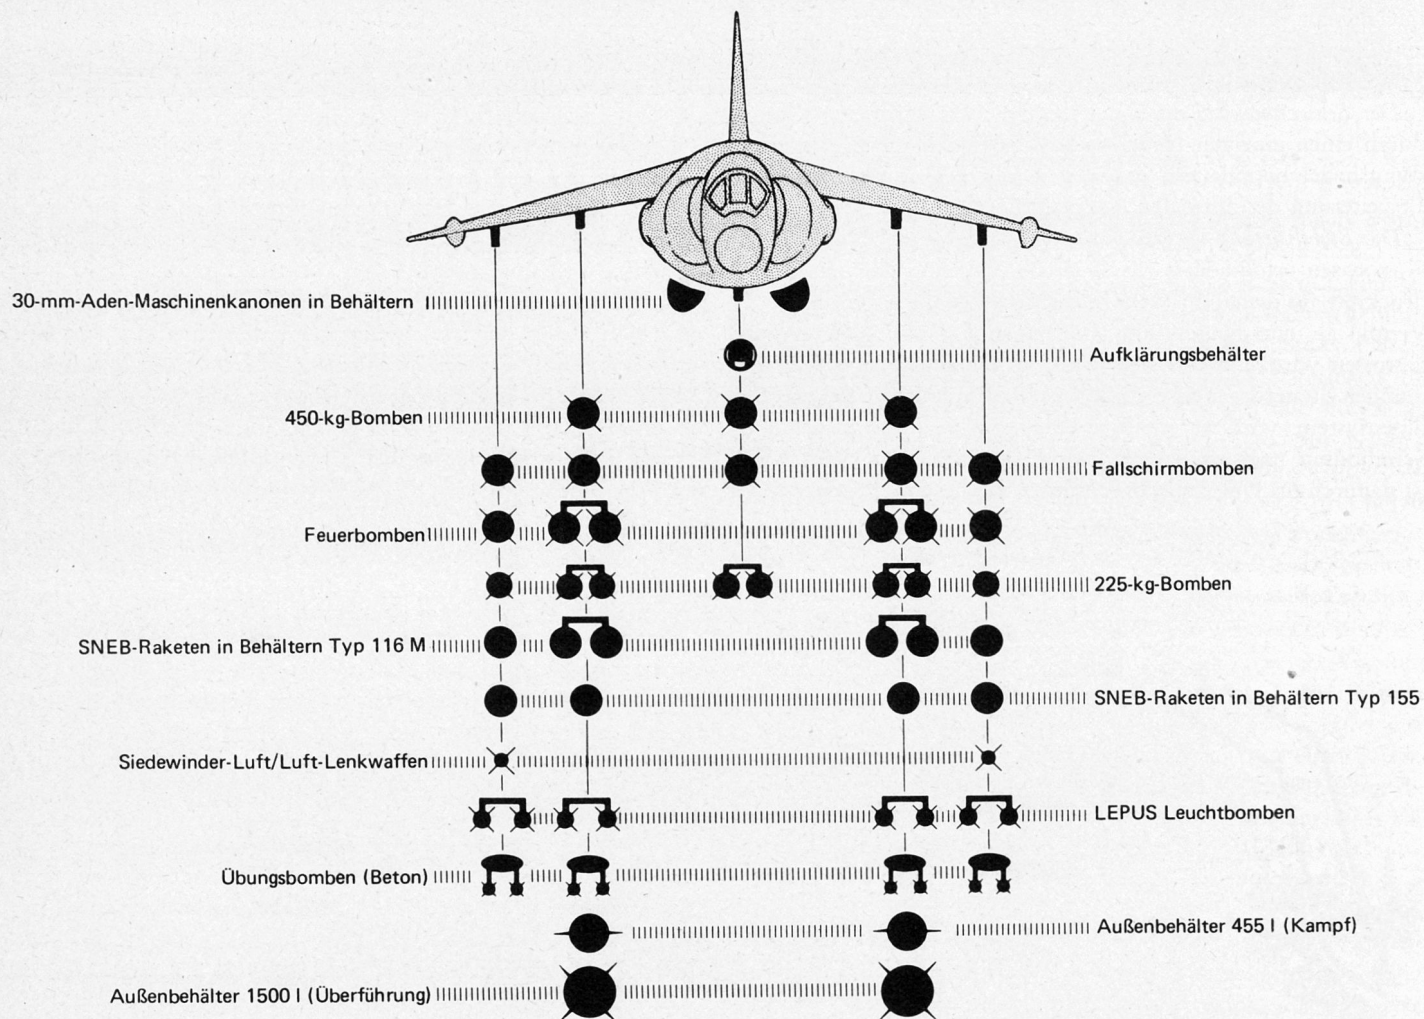 30-mm-Aden-Maschinenkanonen in Behältern
Aufklärungsbehälter
450-kg-Bomben
Fallschirmbomben
Feuerbomben
225-kg-Bomben
SNEB-Raketen in Behältern Typ 116 M
SNEB-Raketen in Behältern Typ 155
Siedewinder-Luft/Luft-Lenkwaffen
LEPUS Leuchtbomben
Übungsbomben (Beton)
Außenbehälter 455 l (Kampf)
Außenbehälter 1500 l (Überführung)